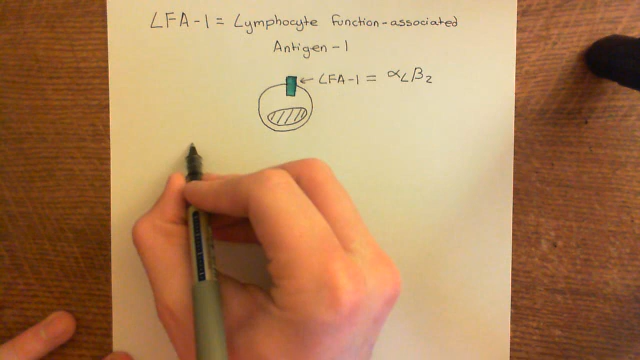 LFA-1 = Lymphocyte function-associated
Antigen-1
← LFA-1 = αLβ2